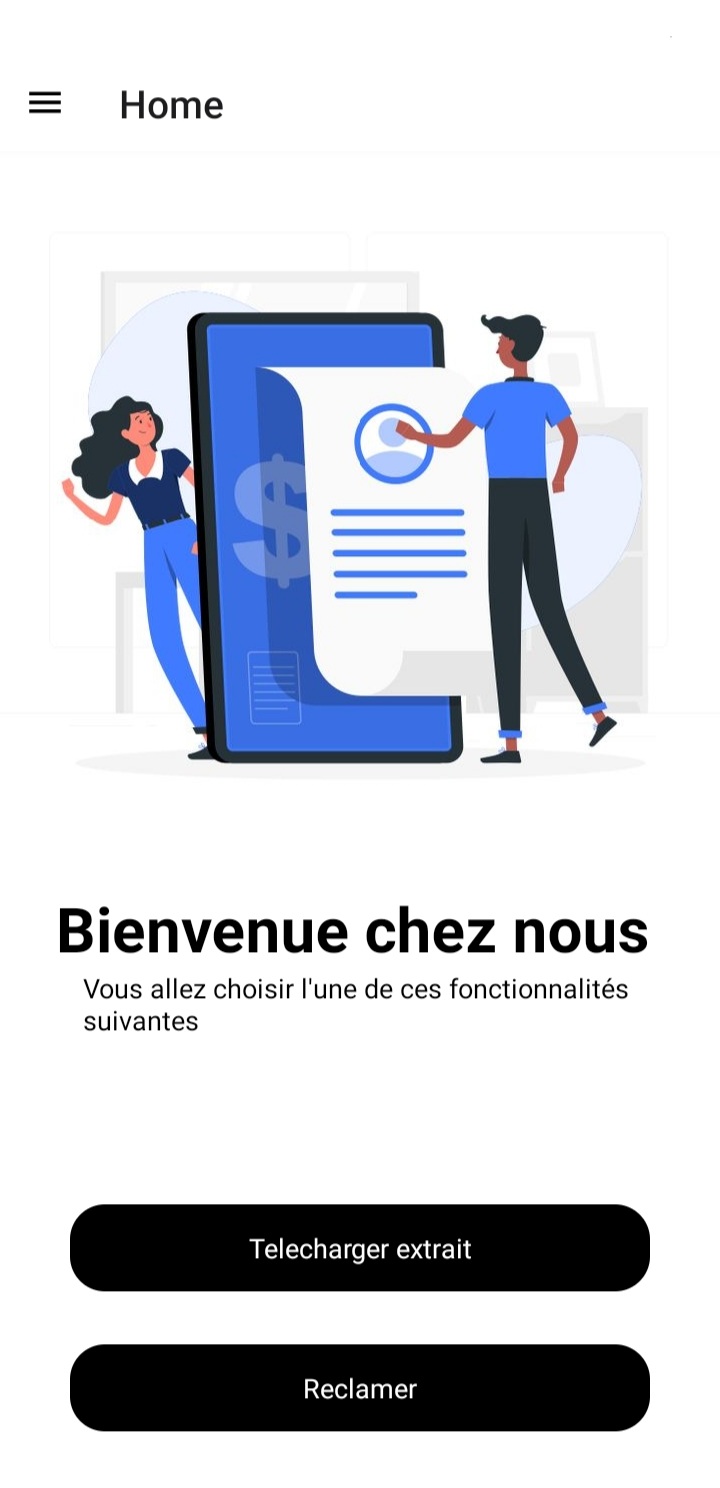 Home
$
Bienvenue chez nous
Vous allez choisir l'une de ces fonctionnalités
suivantes
Telecharger extrait
Reclamer